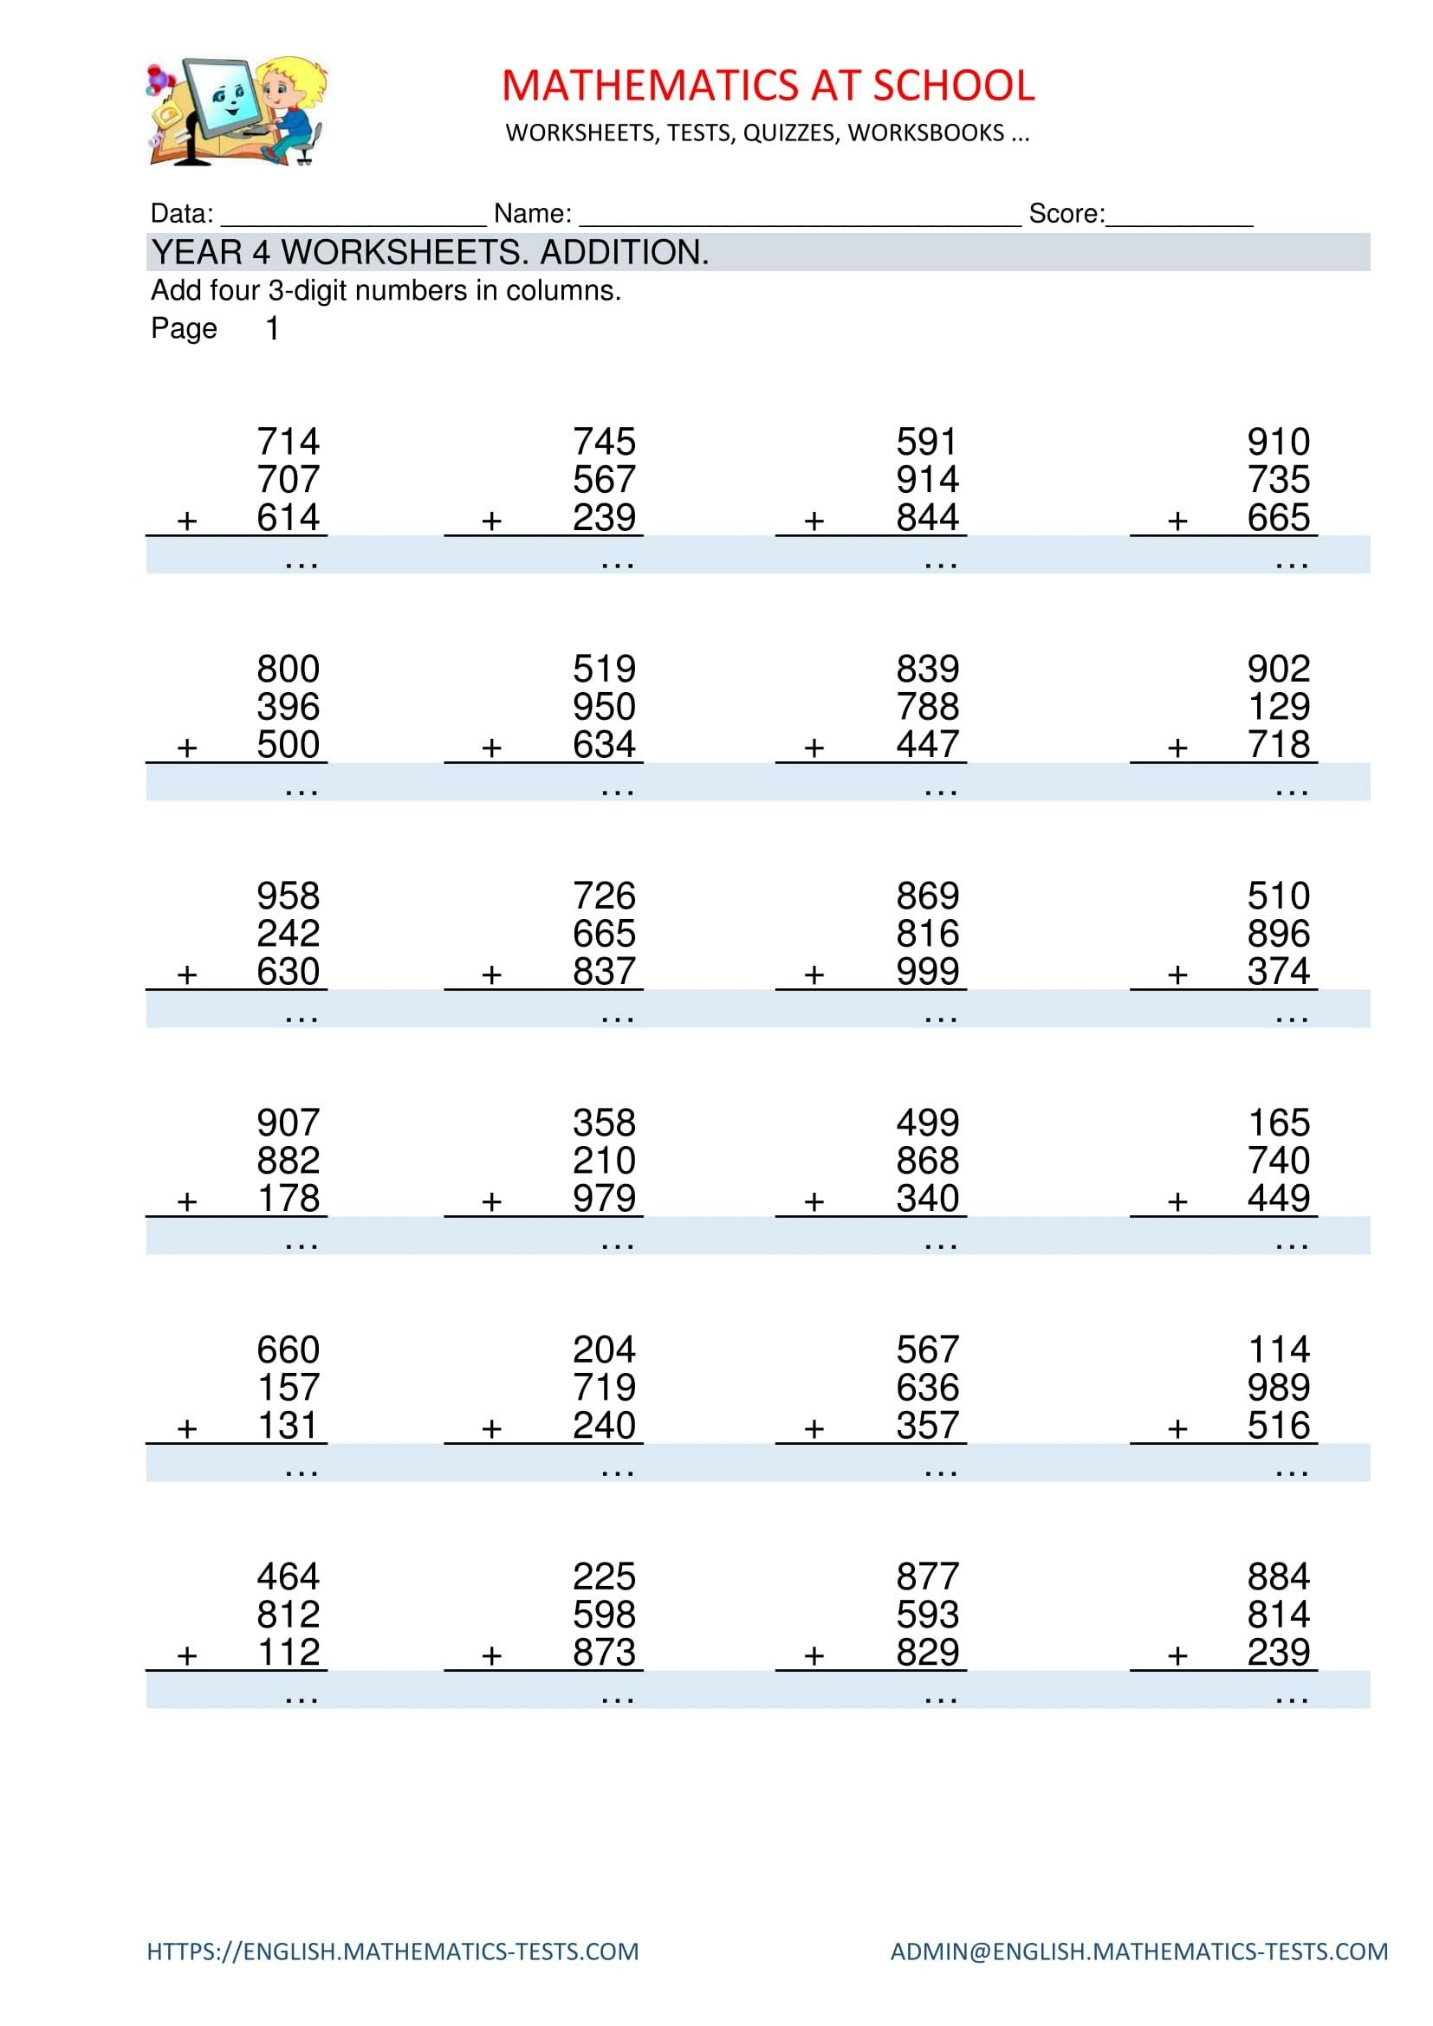 MATHEMATICS AT SCHOOL
WORKSHEETS, TESTS, QUIZZES, WORKSBOOKS ...
Data: __________________ Name: ______________________________ Score:__________
YEAR 4 WORKSHEETS. ADDITION.
Add four 3-digit numbers in columns.
Page 1
714 745 591 910
707 567 914 735
+ 614 + 239 + 844 + 665
... ... ... ...
800 519 839 902
396 950 788 129
+ 500 + 634 + 447 + 718
... ... ... ...
958 726 869 510
242 665 816 896
+ 630 + 837 + 999 + 374
... ... ... ...
907 358 499 165
882 210 868 740
+ 178 + 979 + 340 + 449
... ... ... ...
660 204 567 114
157 719 636 989
+ 131 + 240 + 357 + 516
... ... ... ...
464 225 877 884
812 598 593 814
+ 112 + 873 + 829 + 239
... ... ... ...
HTTPS://ENGLISH.MATHEMATICS-TESTS.COM ADMIN@ENGLISH.MATHEMATICS-TESTS.COM